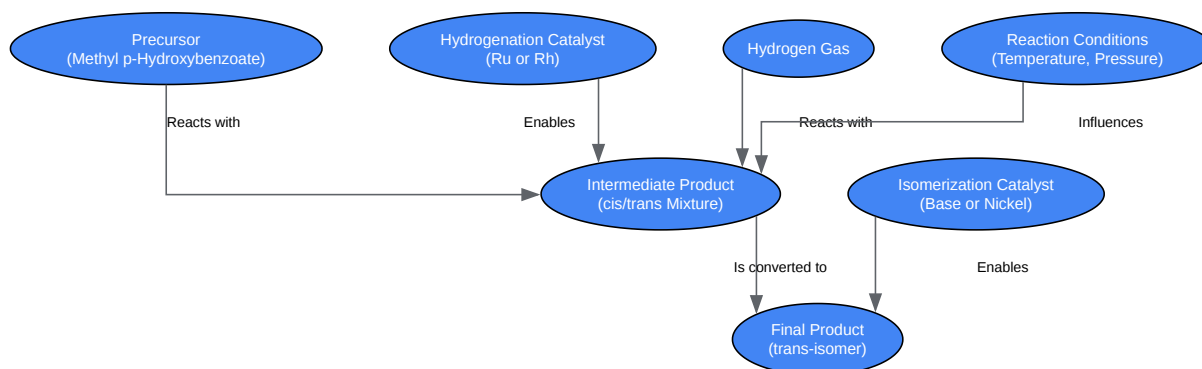 Precursor
(Methyl p-Hydroxybenzoate)
Hydrogenation Catalyst
(Ru or Rh)
Hydrogen Gas
Reaction Conditions
(Temperature, Pressure)
Reacts with
Enables
Reacts with
Influences
Intermediate Product
(cis/trans Mixture)
Isomerization Catalyst
(Base or Nickel)
Is converted to
Enables
Final Product
(trans-isomer)